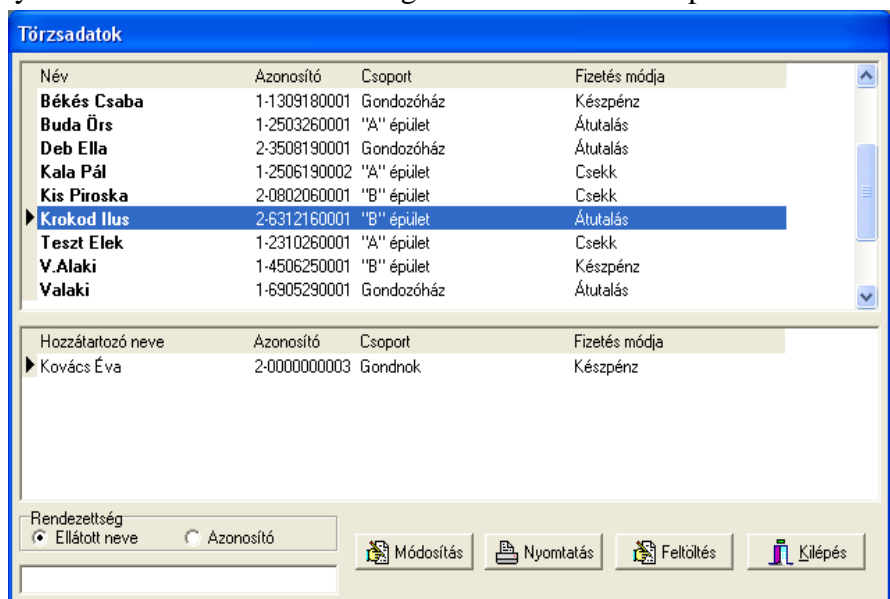 Törzsadatok
Név Azonosító Csoport Fizetés módja
Békés Csaba 1-1309180001 Gondozóház Készpénz
Buda Örs 1-2503260001 "A" épület Átutalás
Deb Ella 2-3508190001 Gondozóház Átutalás
Kala Pál 1-2506190002 "A" épület Csekk
Kis Piroska 2-0802060001 "B" épület Csekk
Krokod Ilus 2-6312160001 "B" épület Átutalás
Teszt Elek 1-2310260001 "A" épület Csekk
V.Alaki 1-4506250001 "B" épület Készpénz
Valaki 1-6905290001 Gondozóház Átutalás
Hozzátartozó neve Azonosító Csoport Fizetés módja
Kovács Éva 2-0000000003 Gondnok Készpénz
Rendezettség
Ellátott neve Azonosító
Módosítás Nyomtatás Feltöltés Kilépés